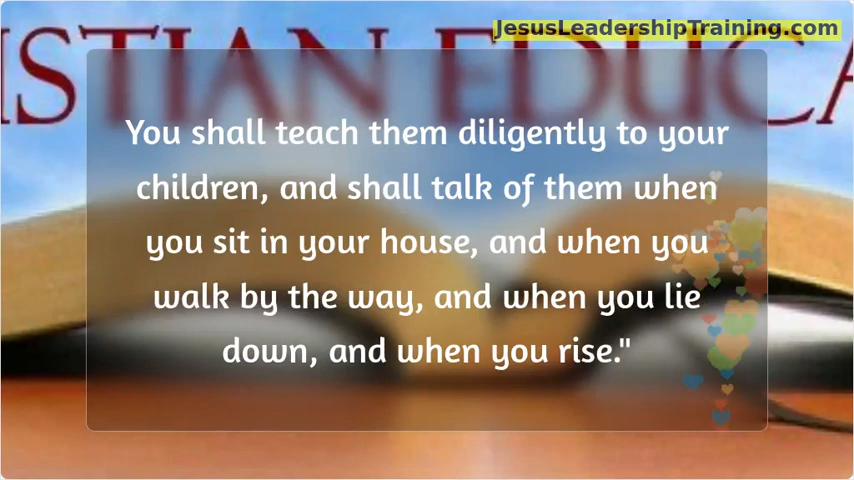 JesusLeadershipTraining.com
ISTIAN EDUCA
You shall teach them diligently to your
children, and shall talk of them when
you sit in your house, and when you
walk by the way, and when you lie
down, and when you rise."